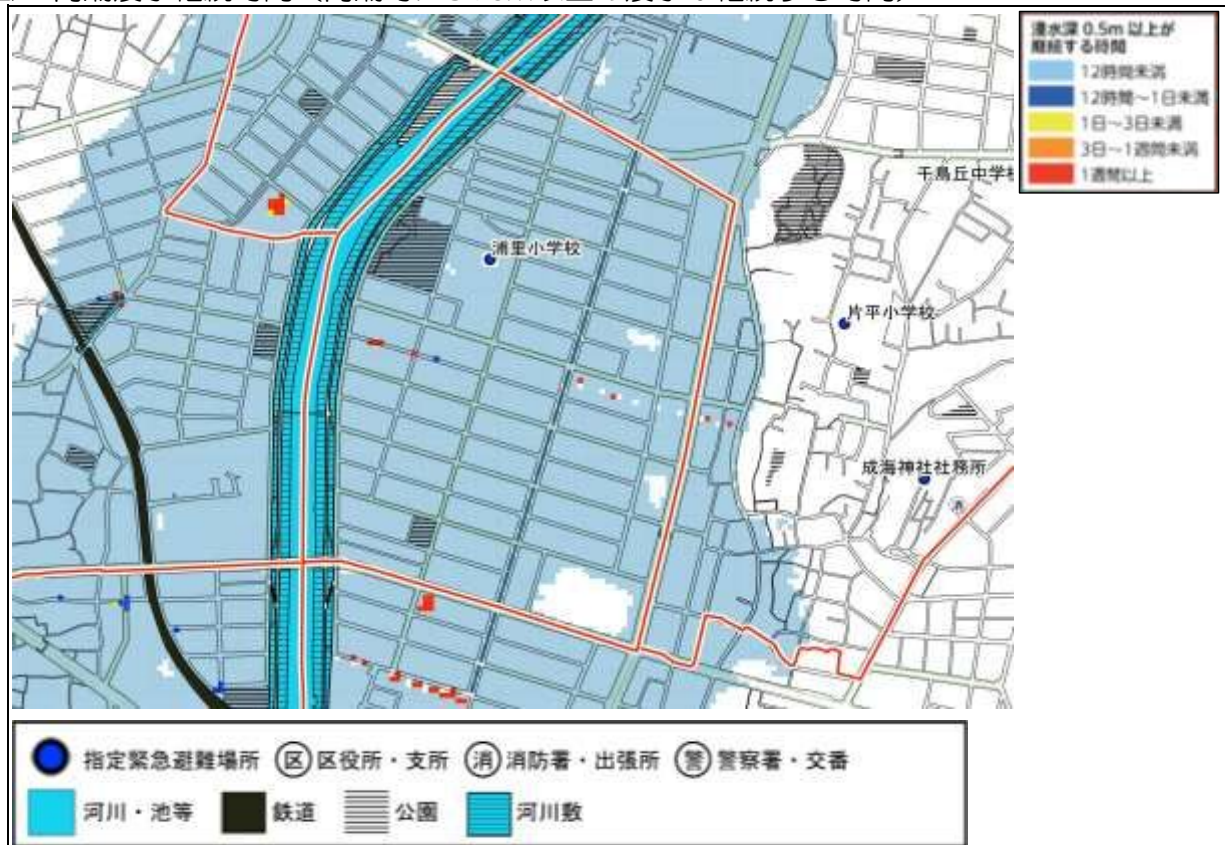 浸水深 0.5m 以上が
継続する時間
12時間未満
12時間~1日未満
1日~3日未満
3日~1週間未満
1週間以上
千鳥丘中学校
浦里小学校
片平小学校
成海神社社務所
消
指定緊急避難場所 区 区役所・支所 消 消防署・出張所 警 警察署・交番
河川・池等 鉄道 公園 河川敷